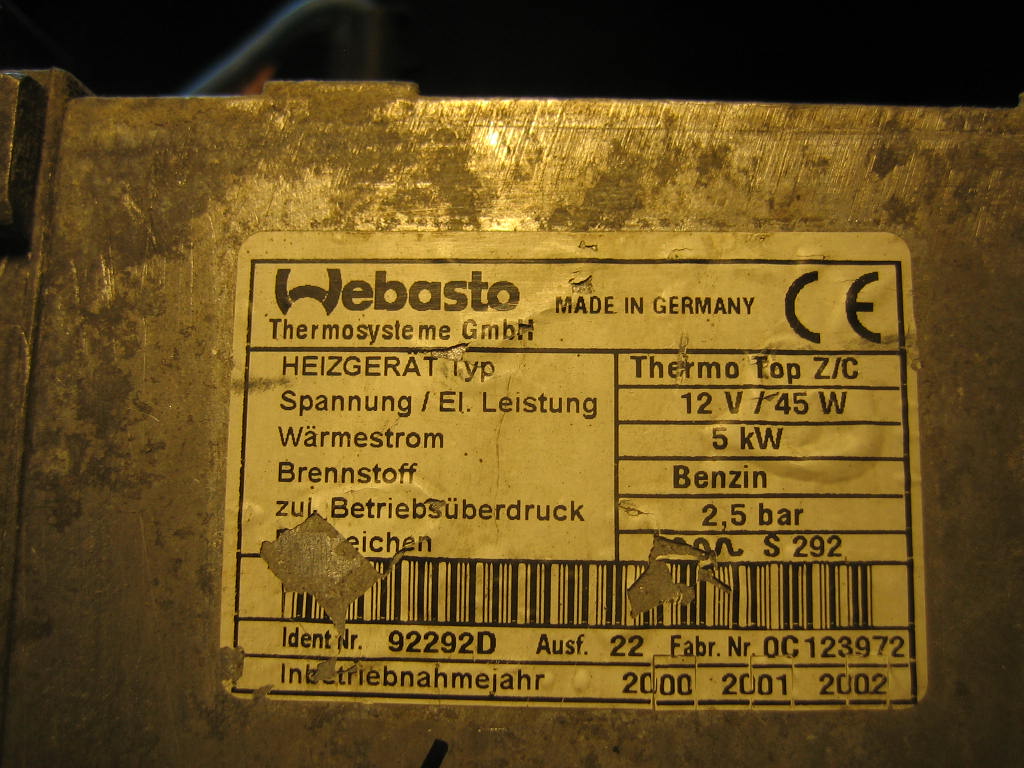 Webasto
Thermosysteme GmbH
MADE IN GERMANY
CE
HEIZGERÄT Typ Thermo Top Z/C
Spannung / El. Leistung 12 V / 45 W
Wärmestrom 5 kW
Brennstoff Benzin
zul. Betriebsüberdruck 2,5 bar
S 292
Ident Nr. 92292D Ausf. 22 Fabr. Nr. 0C123972
Inbetriebnahmejahr 2000 2001 2002